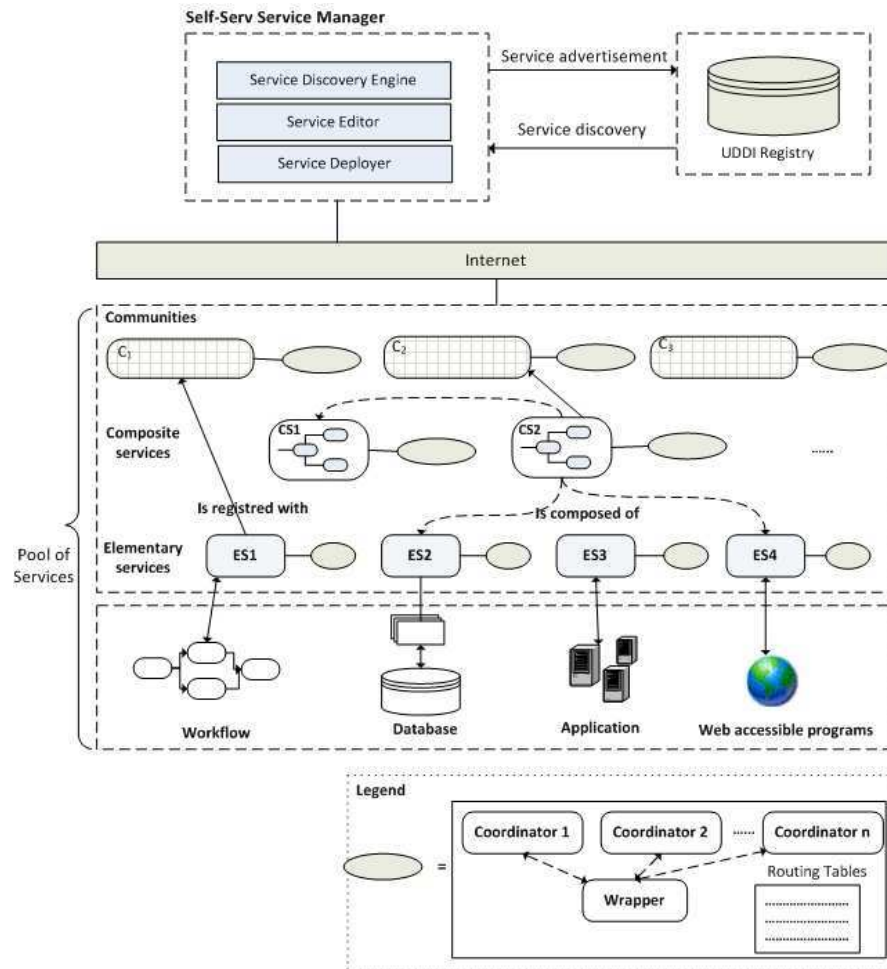 Self-Serv Service Manager
Service Discovery Engine
Service Editor
Service Deployer
Service advertisement
Service discovery
UDDI Registry
Internet
Communities
C1
C2
C3
Composite
services
CS1
CS2
......
Is registred with
Is composed of
Pool of
Services
Elementary
services
ES1
ES2
ES3
ES4
Workflow
Database
Application
Web accessible programs
Legend
=
Coordinator 1
Coordinator 2
......
Coordinator n
Wrapper
Routing Tables